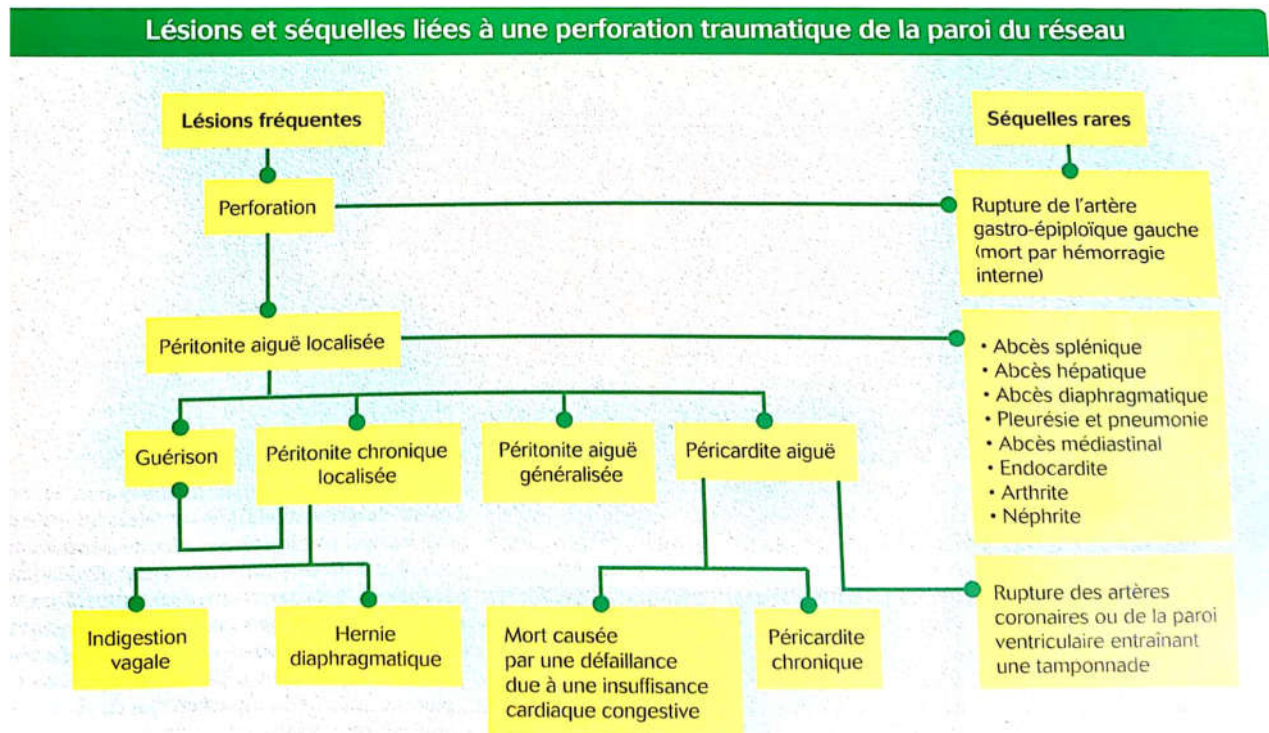 Lésions et séquelles liées à une perforation traumatique de la paroi du réseau
Lésions fréquentes
Séquelles rares
Perforation
Rupture de l'artère
gastro-épiploïque gauche
(mort par hémorragie
interne)
Péritonite aiguë localisée
• Abcès splénique
• Abcès hépatique
• Abcès diaphragmatique
• Pleurésie et pneumonie
• Abcès médiastinal
• Endocardite
• Arthrite
• Néphrite
Guérison
Péritonite chronique
localisée
Péritonite aiguë
généralisée
Péricardite aiguë
Indigestion
vagale
Hernie
diaphragmatique
Mort causée
par une défaillance
due à une insuffisance
cardiaque congestive
Péricardite
chronique
Rupture des artères
coronaires ou de la paroi
ventriculaire entraînant
une tamponnade